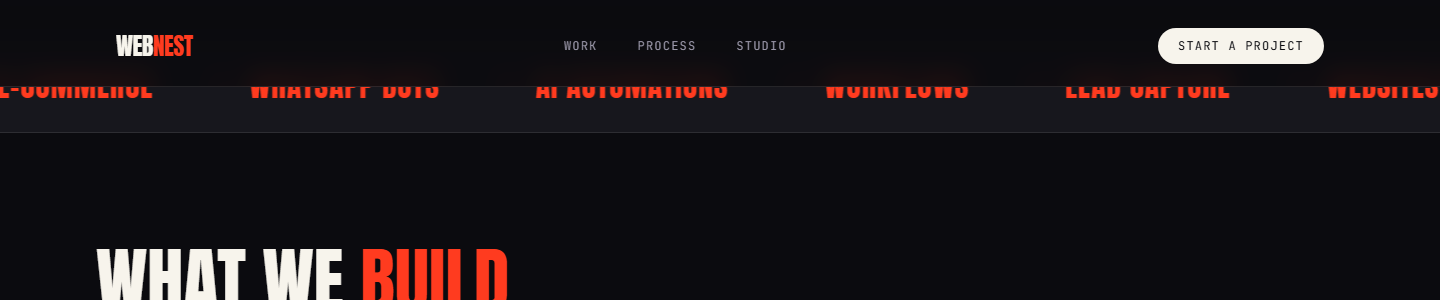 WEBNEST
WORK PROCESS STUDIO
START A PROJECT
E-COMMERCE WHATSAPP BOTS AI AUTOMATIONS WORKFLOWS LEAD CAPTURE WEBSITES
WHAT WE BUILD